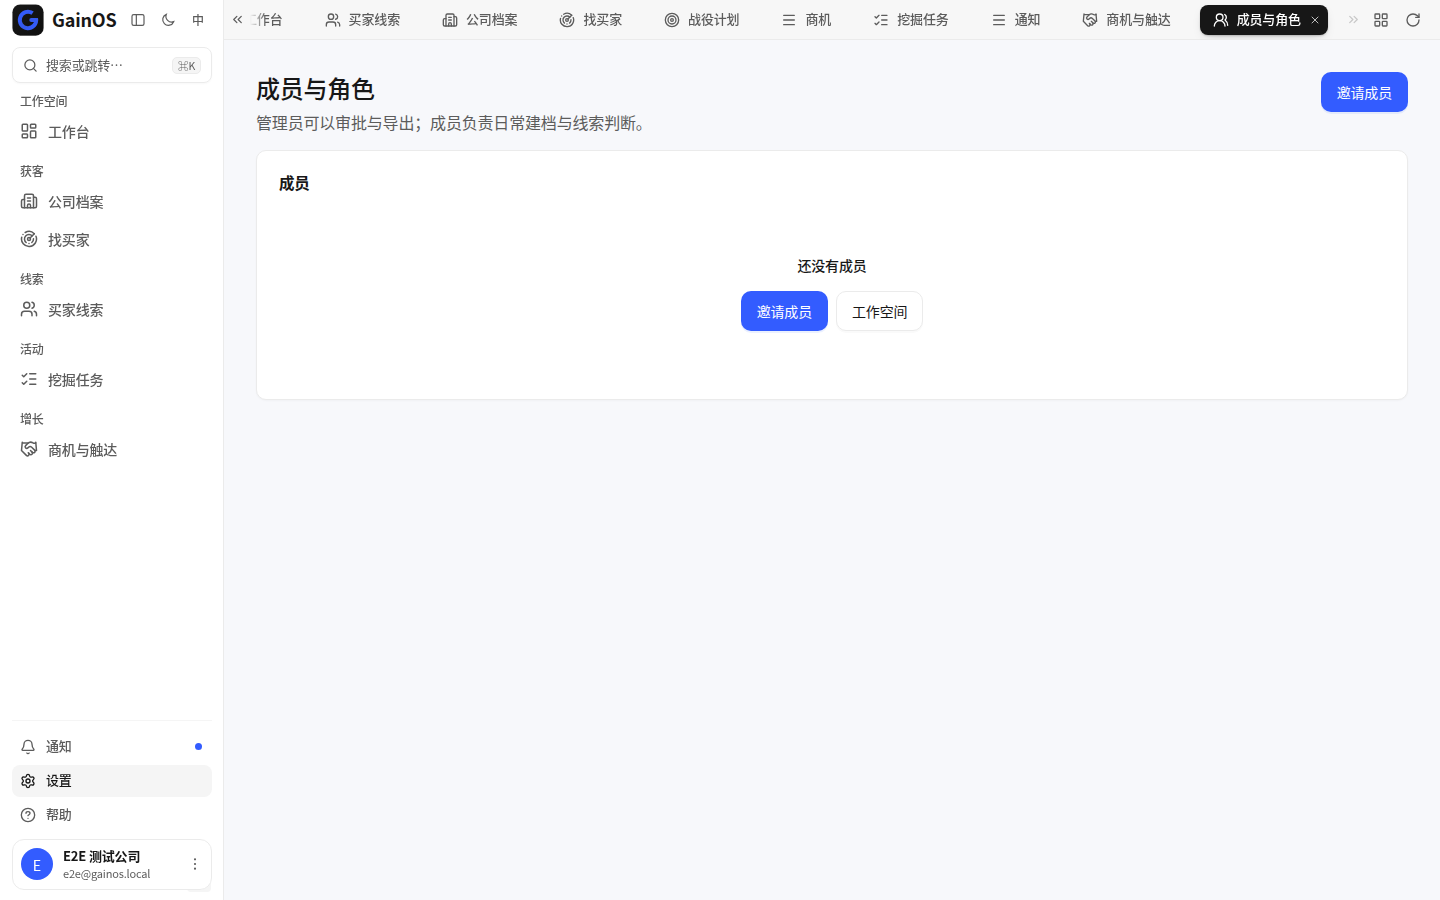 GainOS
中
搜索或跳转…
⌘K
工作空间
工作台
获客
公司档案
找买家
线索
买家线索
活动
挖掘任务
增长
商机与触达
通知
设置
帮助
E
E2E 测试公司
e2e@gainos.local
作台
买家线索
公司档案
找买家
战役计划
商机
挖掘任务
通知
商机与触达
成员与角色
成员与角色
管理员可以审批与导出；成员负责日常建档与线索判断。
邀请成员
成员
还没有成员
邀请成员
工作空间